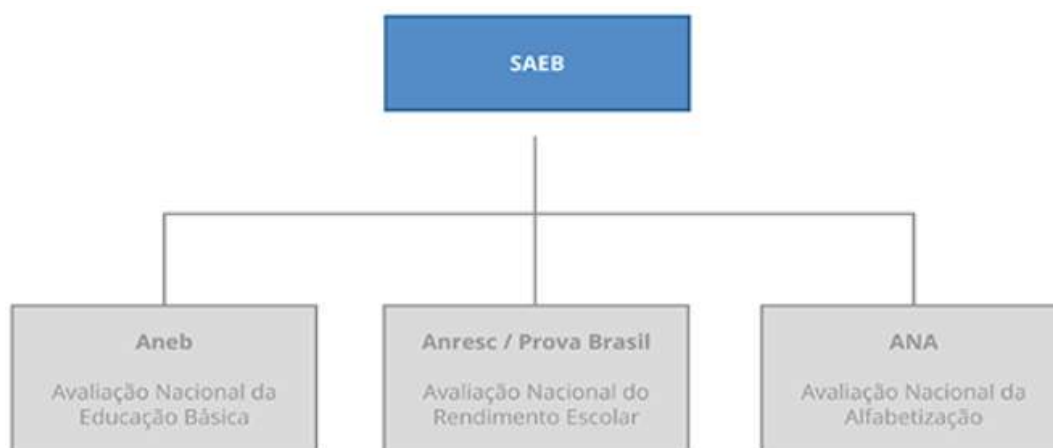 SAEB
Aneb
Avaliação Nacional da
Educação Básica
Anresc / Prova Brasil
Avaliação Nacional do
Rendimento Escolar
ANA
Avaliação Nacional da
Alfabetização